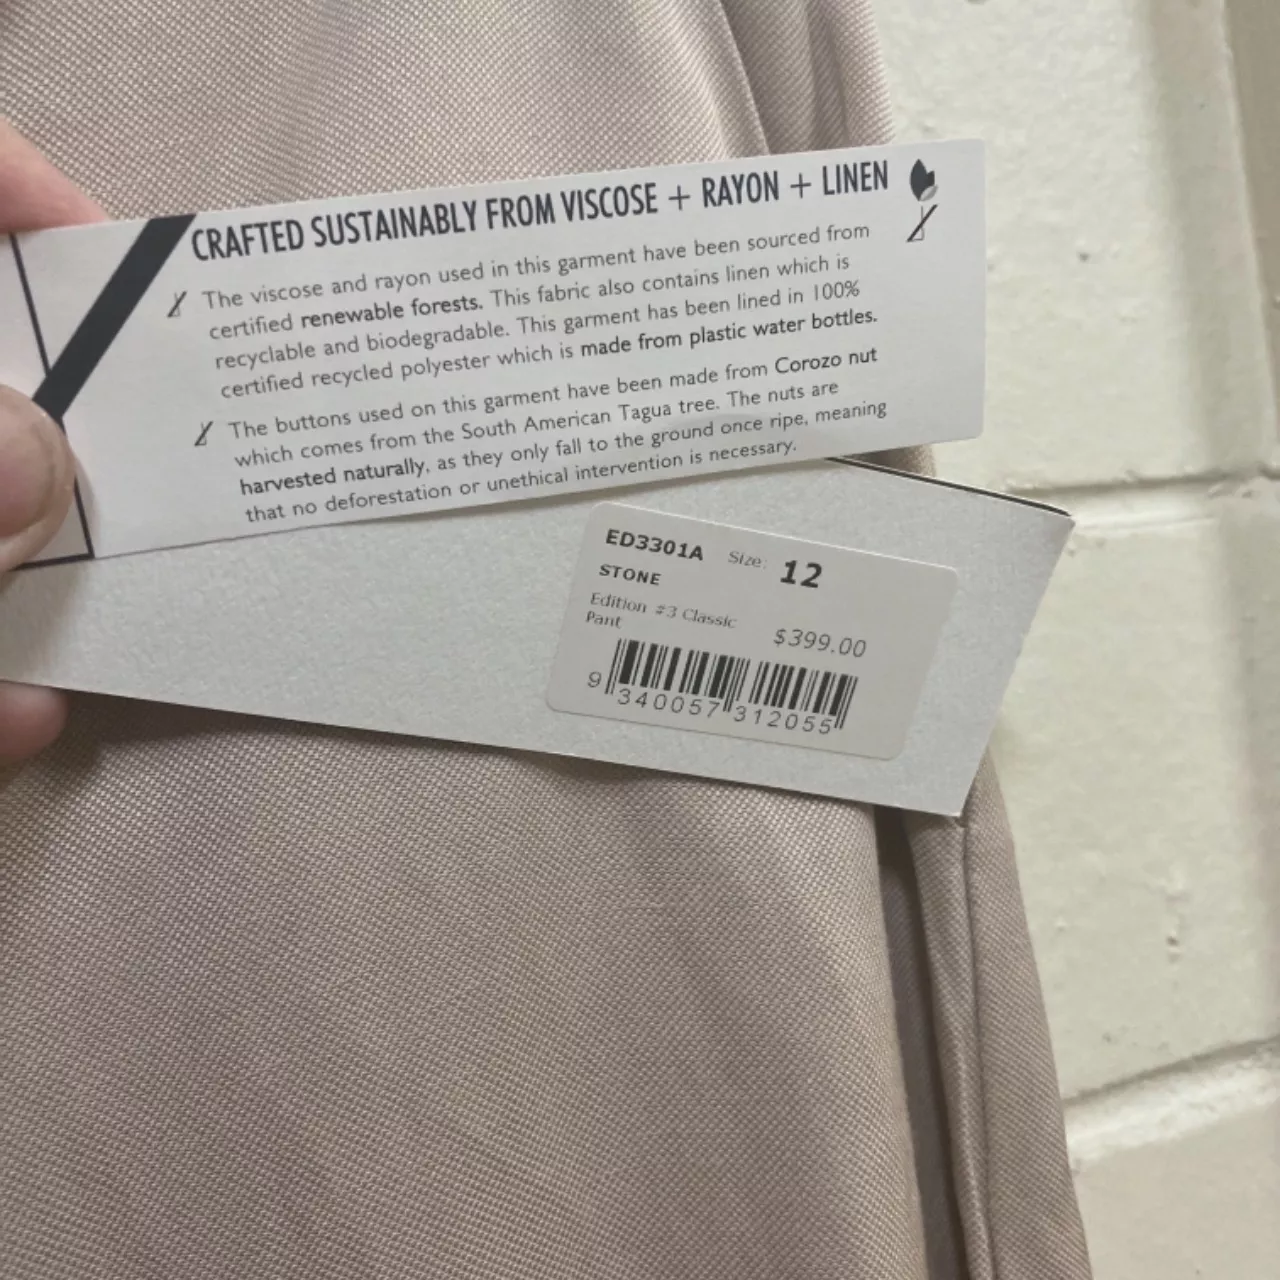 CRAFTED SUSTAINABLY FROM VISCOSE + RAYON + LINEN
The viscose and rayon used in this garment have been sourced from
certified renewable forests. This fabric also contains linen which is
recyclable and biodegradable. This garment has been lined in 100%
certified recycled polyester which is made from plastic water bottles.
The buttons used on this garment have been made from Corozo nut
which comes from the South American Tagua tree. The nuts are
harvested naturally, as they only fall to the ground once ripe, meaning
that no deforestation or unethical intervention is necessary.
ED3301A Size: 12
STONE
Edition #3 Classic
Pant $399.00
9 340057 312055